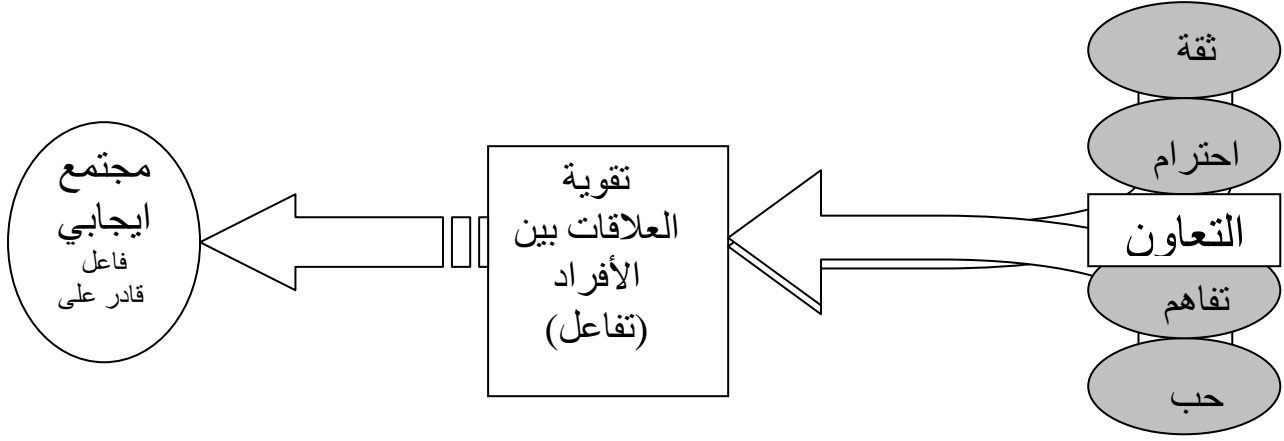 ثقة
احترام
التعاون
تفاهم
حب
تقوية
العلاقات بين
الأفراد
(تفاعل)
مجتمع
ايجابي
فاعل
قادر على